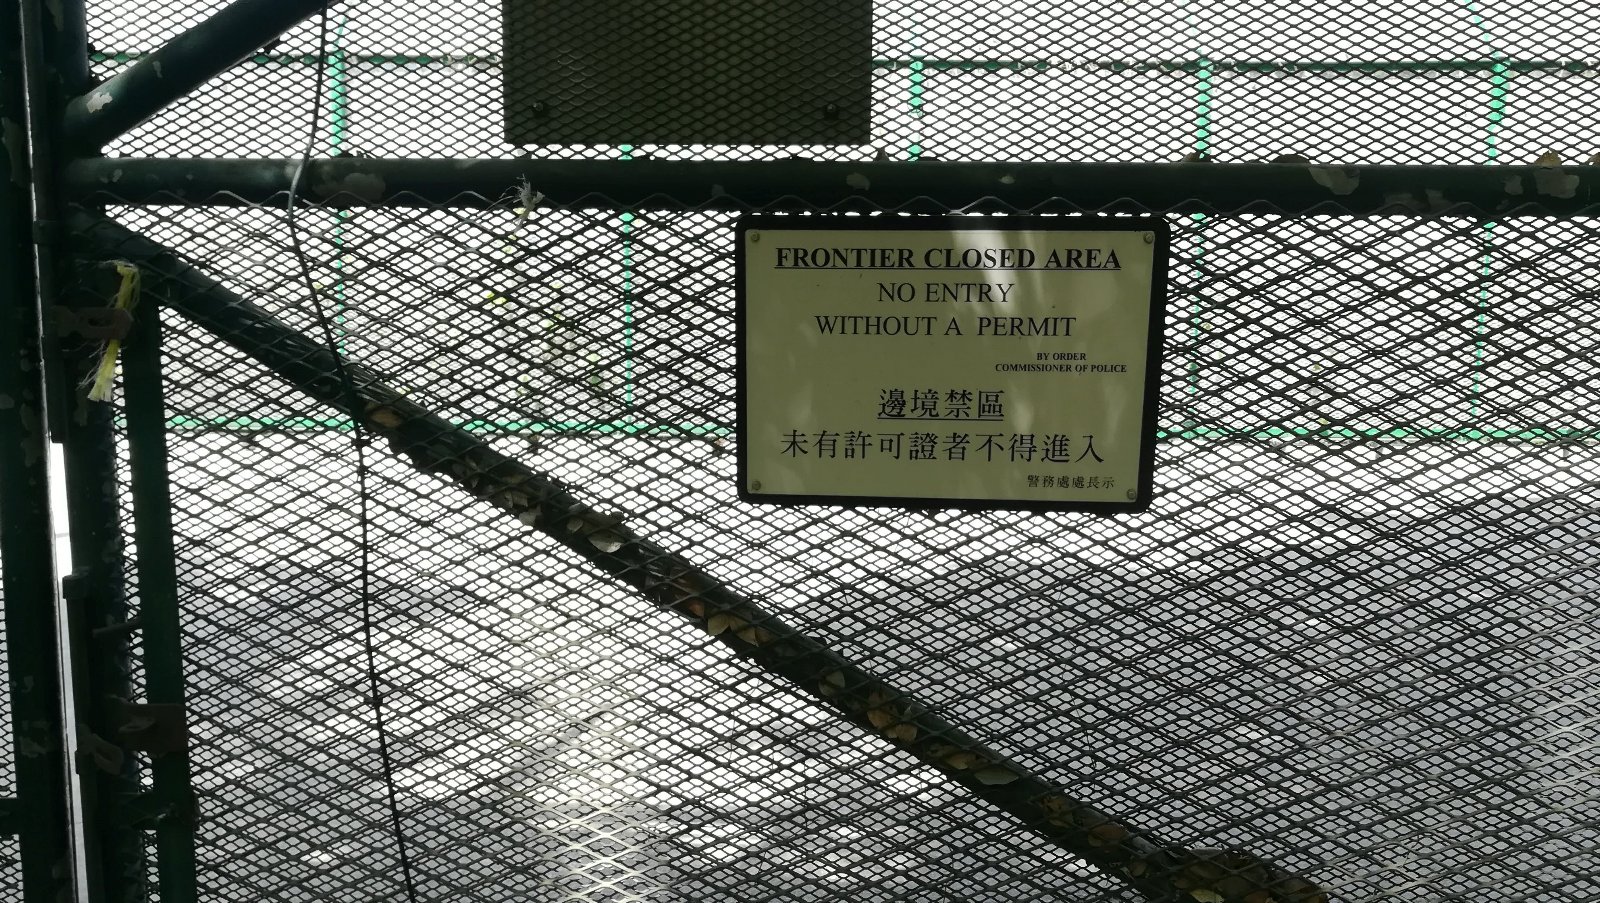 FRONTIER CLOSED AREA
NO ENTRY
WITHOUT A PERMIT
BY ORDER
COMMISSIONER OF POLICE
邊境禁區
未有許可證者不得進入
警務處處長示